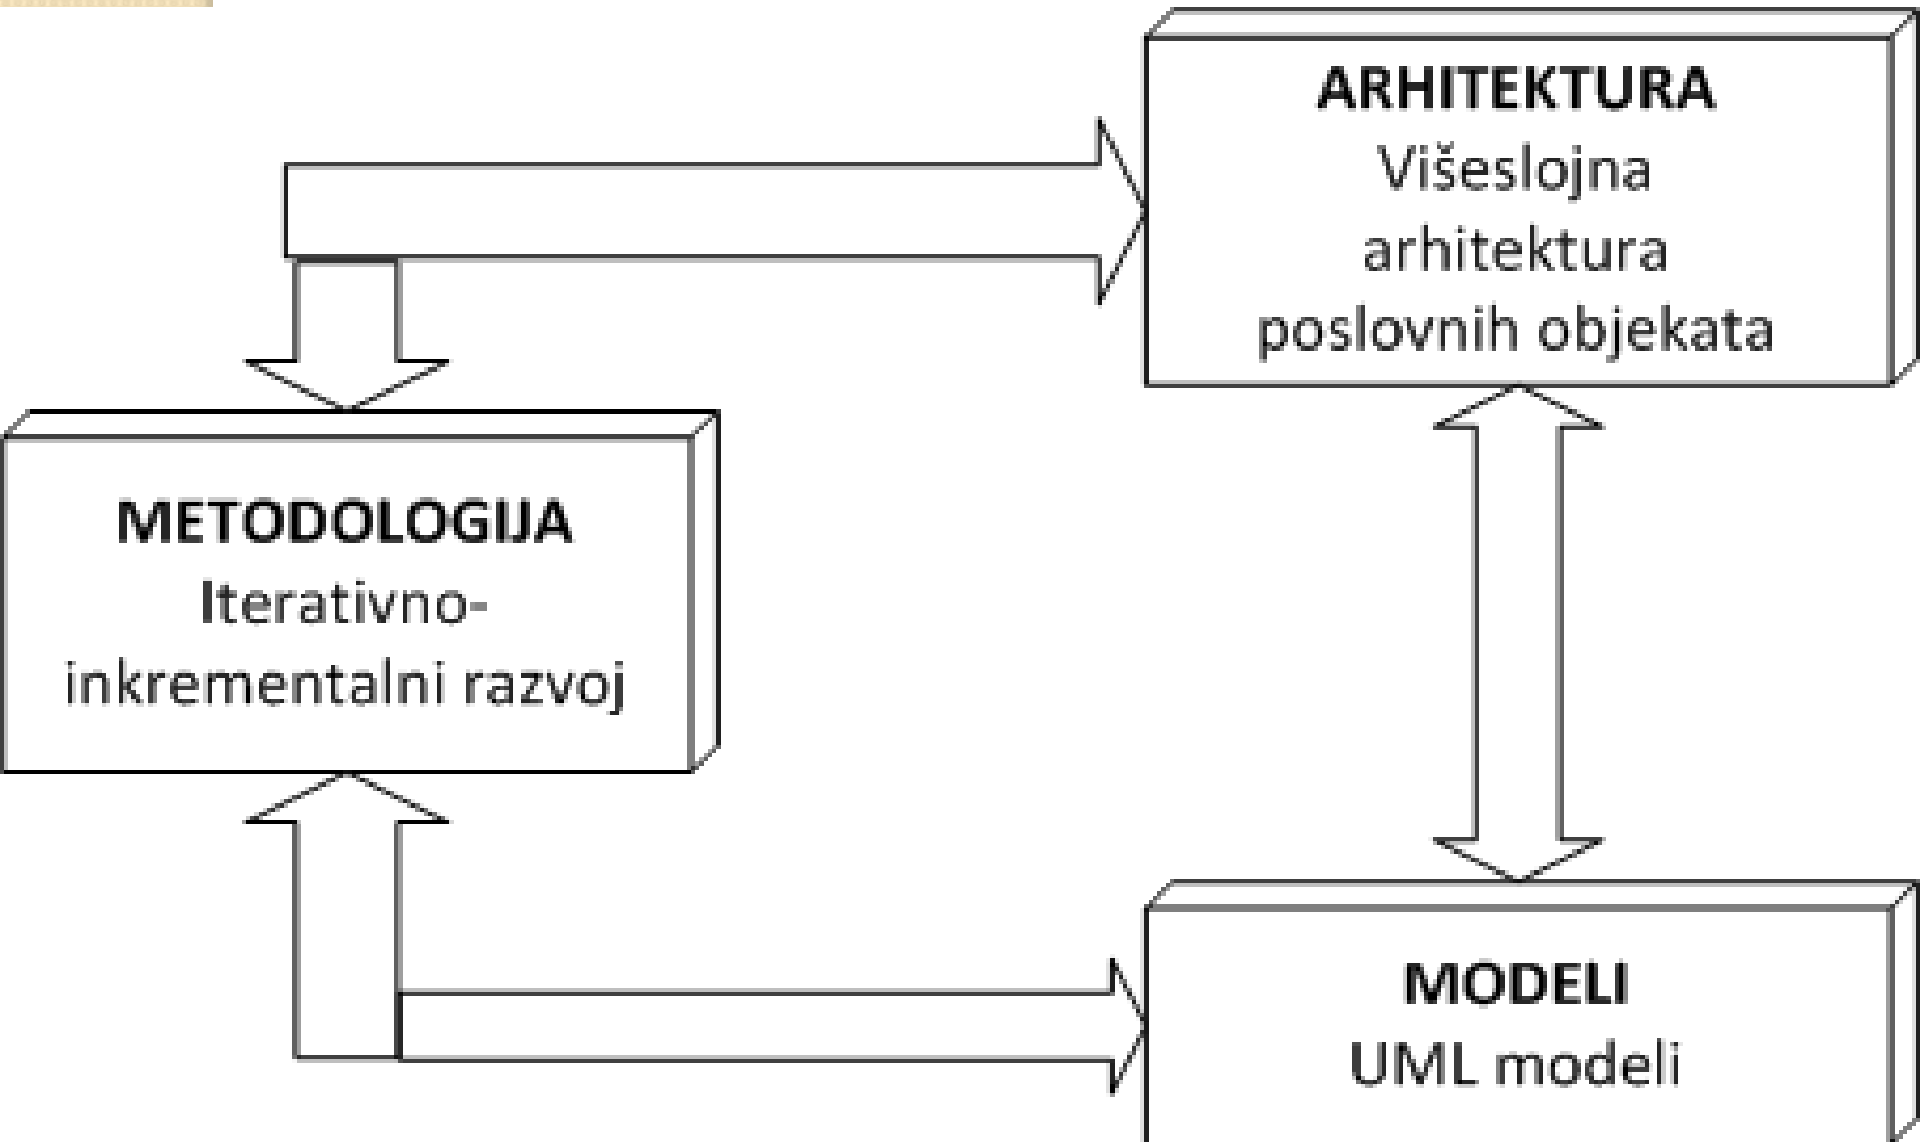 ARHITEKTURA
Višeslojna
arhitektura
poslovnih objekata
METODOLOGIJA
Iterativno-
inkrementalni razvoj
MODELI
UML modeli